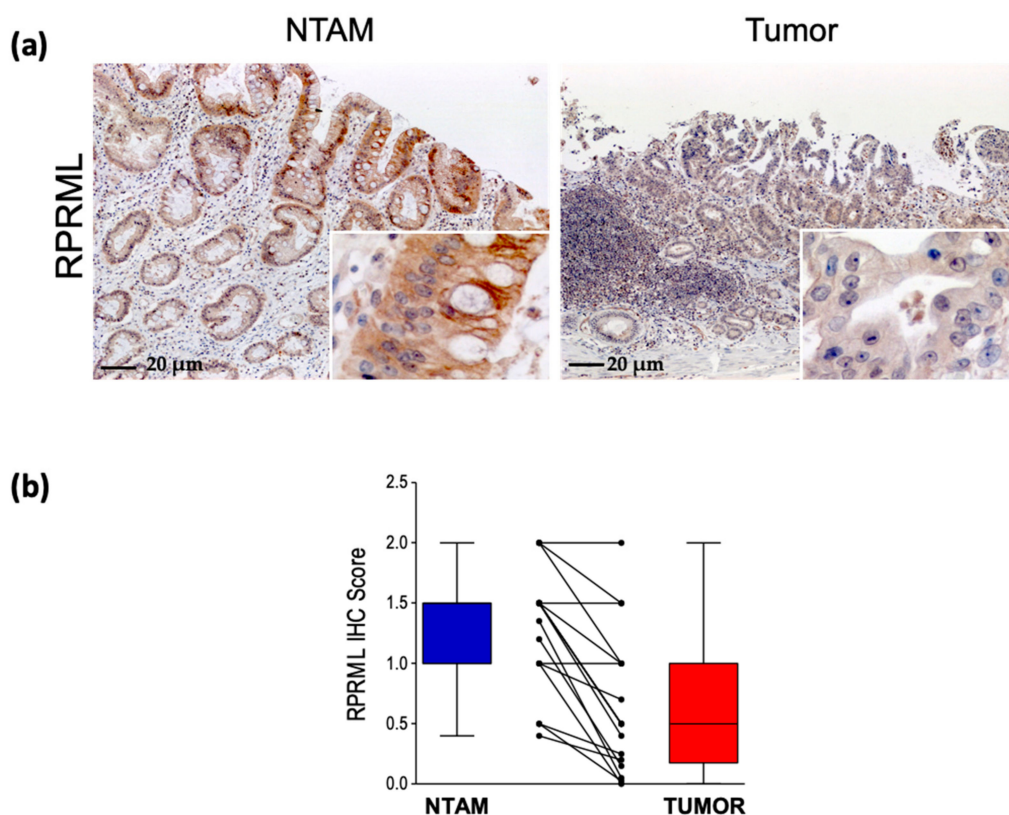 (a)
NTAM
Tumor
RPRML
20 μm
20 μm
(b)
RPRML IHC Score
2.5
2.0
1.5
1.0
0.5
0.0
NTAM
TUMOR